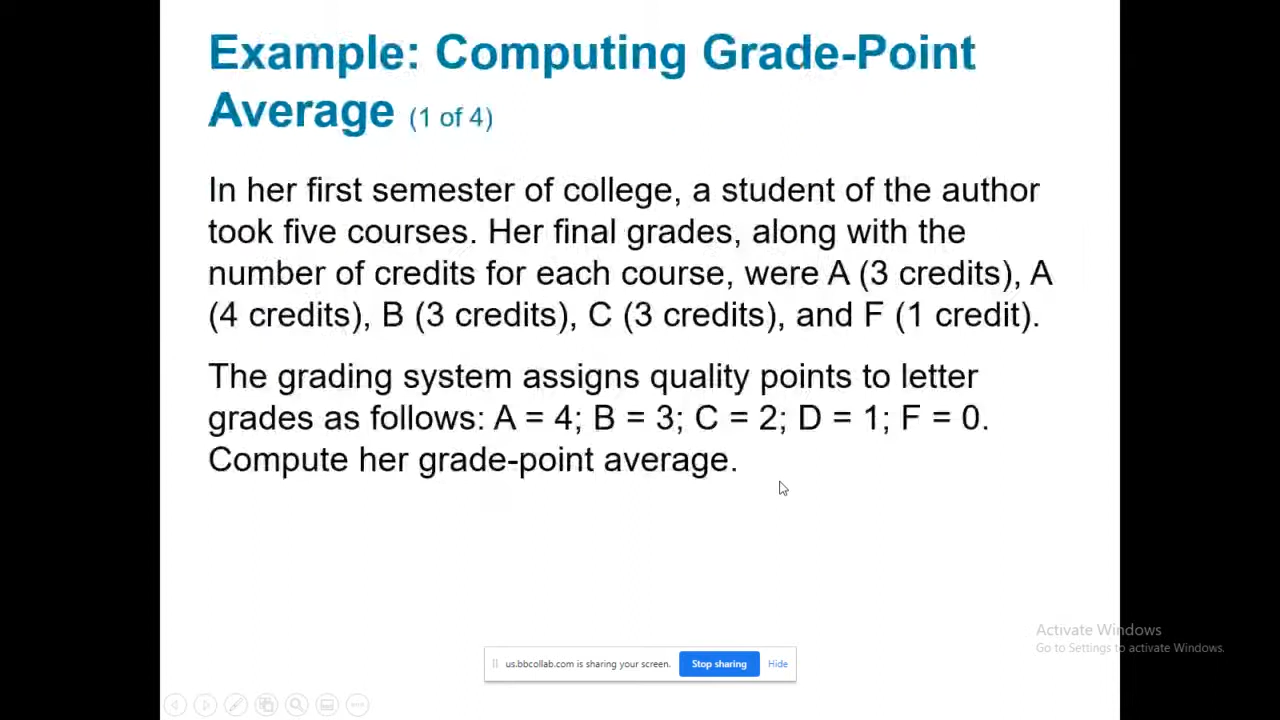 Example: Computing Grade-Point
Average (1 of 4)
In her first semester of college, a student of the author
took five courses. Her final grades, along with the
number of credits for each course, were A (3 credits), A
(4 credits), B (3 credits), C (3 credits), and F (1 credit).
The grading system assigns quality points to letter
grades as follows: A = 4; B = 3; C = 2; D = 1; F = 0.
Compute her grade-point average.
Activate Windows
Go to Settings to activate Windows.
us.bbcollab.com is sharing your screen. Stop sharing Hide